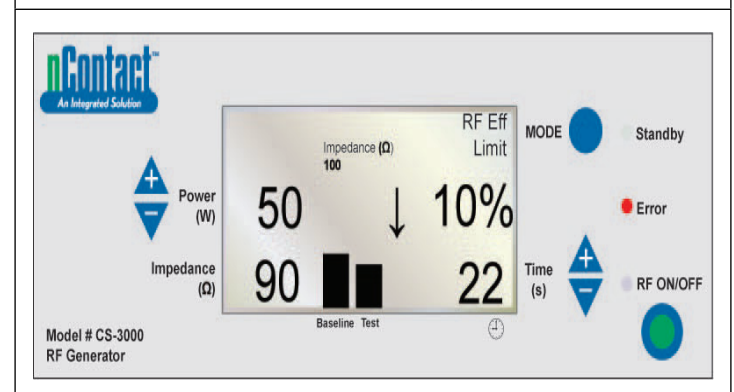 nContact™
An Integrated Solution
RF Eff
Limit
Impedance (Ω)
100
MODE
Standby
Power
(W)
50
↓
10%
Error
Impedance
(Ω)
90
22
Time
(s)
RF ON/OFF
Baseline Test
Model # CS-3000
RF Generator